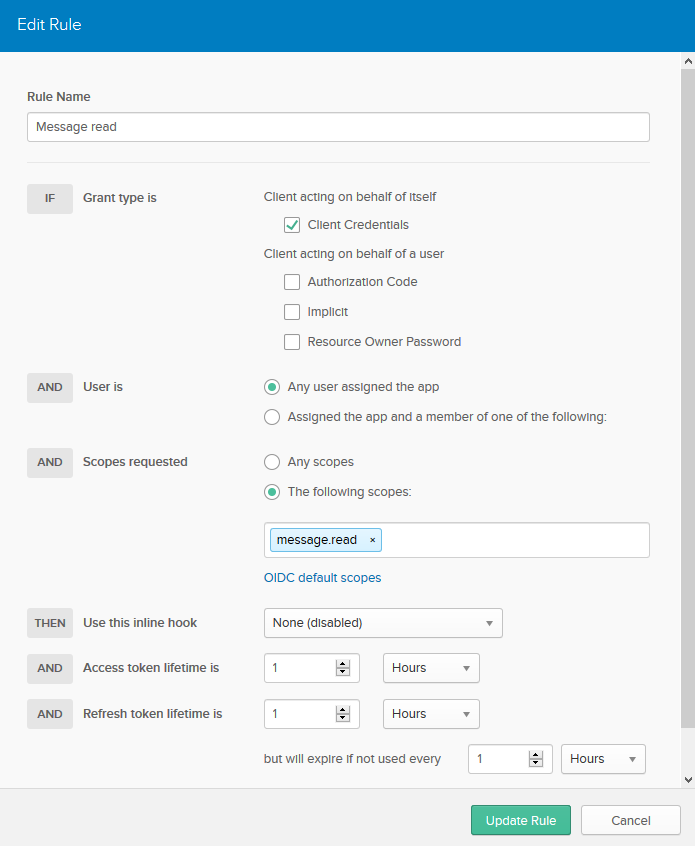 Edit Rule
Rule Name
Message read
IF Grant type is Client acting on behalf of itself
Client Credentials
Client acting on behalf of a user
Authorization Code
Implicit
Resource Owner Password
AND User is Any user assigned the app
Assigned the app and a member of one of the following:
AND Scopes requested Any scopes
The following scopes:
message.read ×
OIDC default scopes
THEN Use this inline hook None (disabled)
AND Access token lifetime is 1 Hours
AND Refresh token lifetime is 1 Hours
but will expire if not used every 1 Hours
Update Rule Cancel